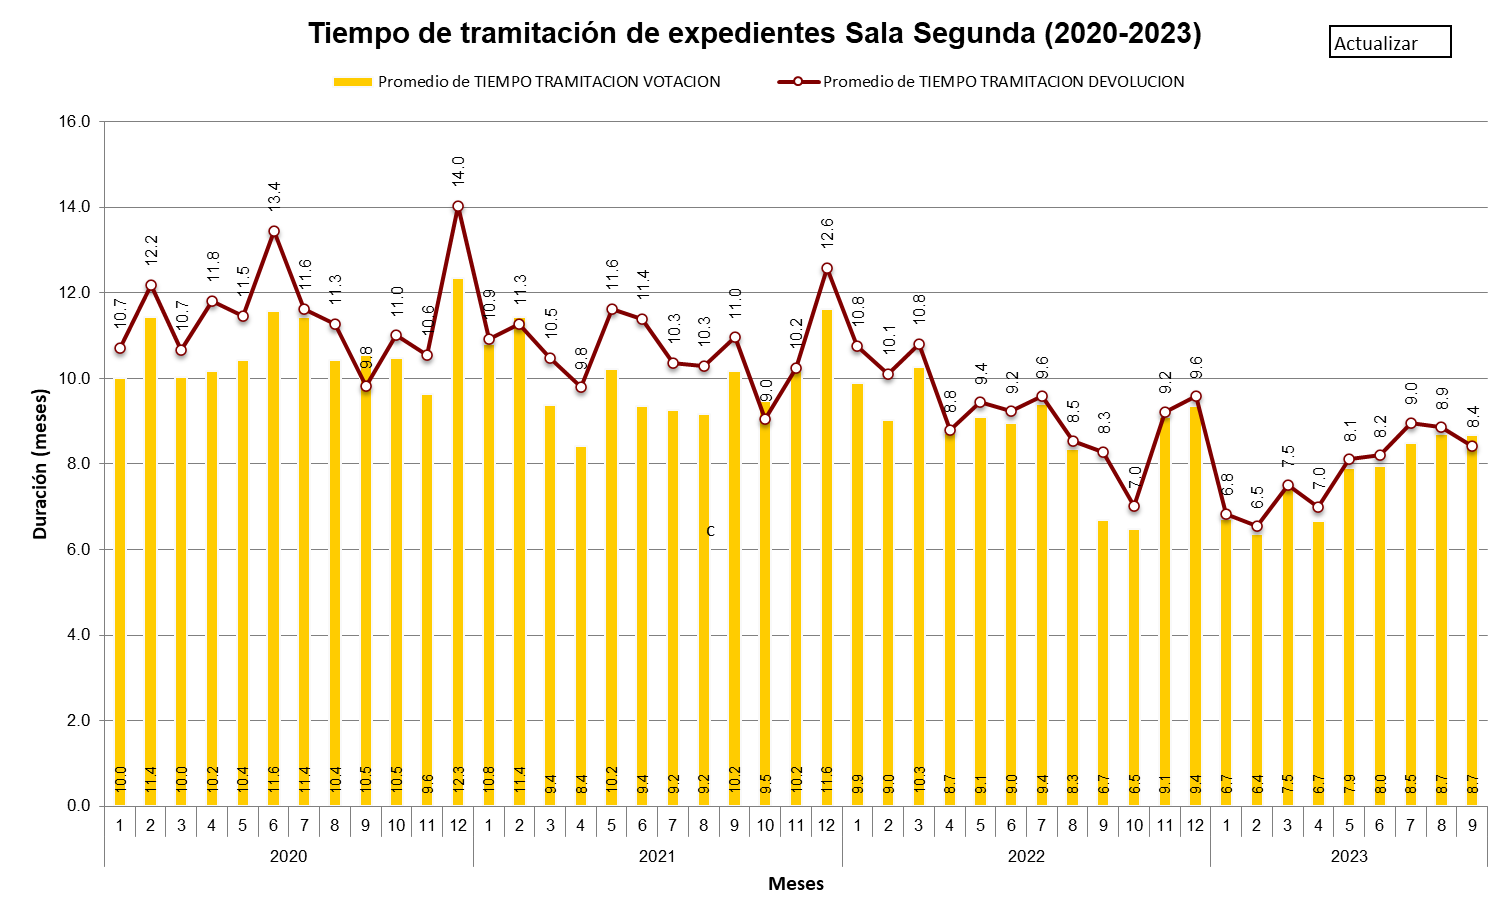 Tiempo de tramitación de expedientes Sala Segunda (2020-2023)
Actualizar
Promedio de TIEMPO TRAMITACION VOTACION
Promedio de TIEMPO TRAMITACION DEVOLUCION
Duración (meses)
16.0
14.0
12.0
10.0
8.0
6.0
4.0
2.0
0.0
10.7 12.2 10.7 11.8 11.5 13.4 11.6 11.3 9.8 11.0 10.6 14.0 10.9 11.3 10.5 9.8 11.6 11.4 10.3 10.3 11.0 9.0 10.2 12.6 10.8 10.1 10.8 8.8 9.4 9.2 9.6 8.5 8.3 7.0 9.2 9.6 6.8 6.5 7.5 7.0 8.1 8.2 9.0 8.9 8.4
C
10.0 11.4 10.0 10.2 10.4 11.6 11.4 10.4 10.5 10.5 9.6 12.3 10.8 11.4 9.4 8.4 10.2 9.4 9.2 9.2 10.2 9.5 10.2 11.6 9.9 9.0 10.3 8.7 9.1 9.0 9.4 8.3 6.7 6.5 9.1 9.4 6.7 6.4 7.5 6.7 7.9 8.0 8.5 8.7 8.7
1 2 3 4 5 6 7 8 9 10 11 12 1 2 3 4 5 6 7 8 9 10 11 12 1 2 3 4 5 6 7 8 9 10 11 12 1 2 3 4 5 6 7 8 9
2020 2021 2022 2023
Meses